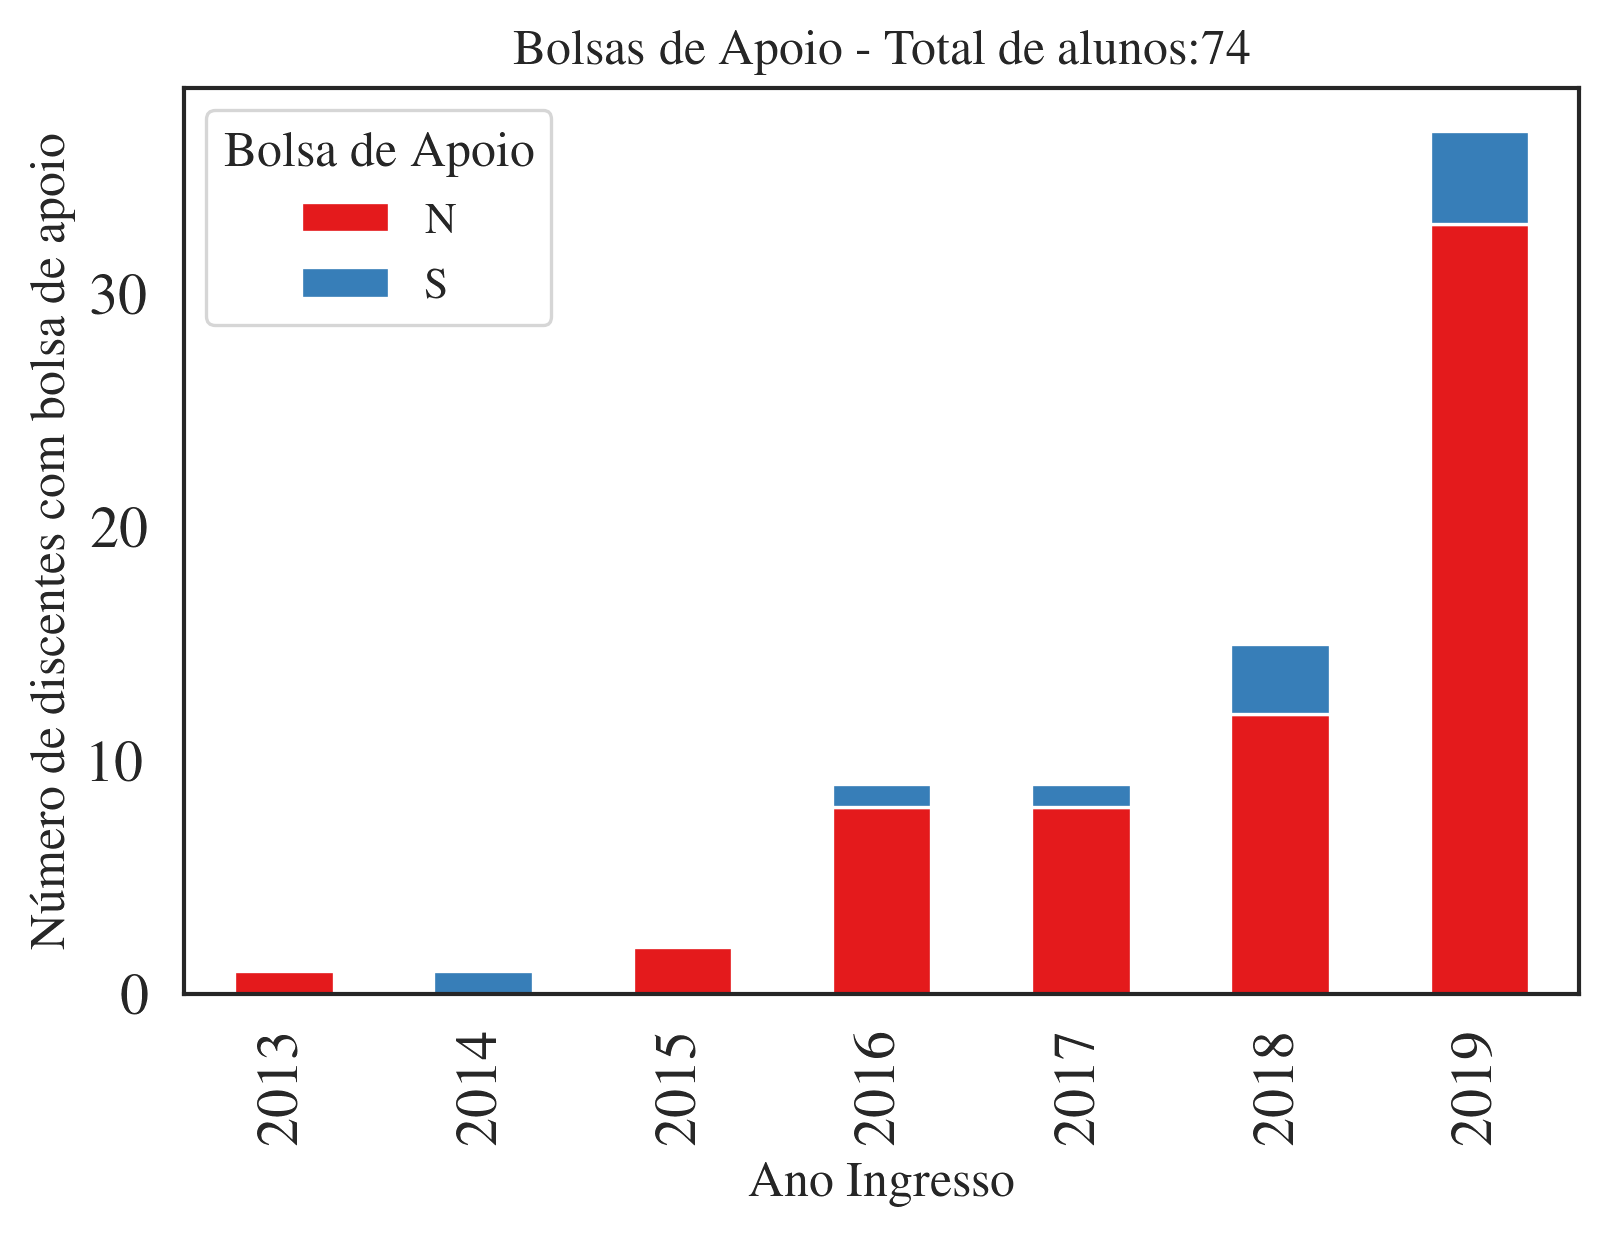 Bolsas de Apoio - Total de alunos:74
Número de discentes com bolsa de apoio
Bolsa de Apoio
N
S
30
20
10
0
2013
2014
2015
2016
2017
2018
2019
Ano Ingresso